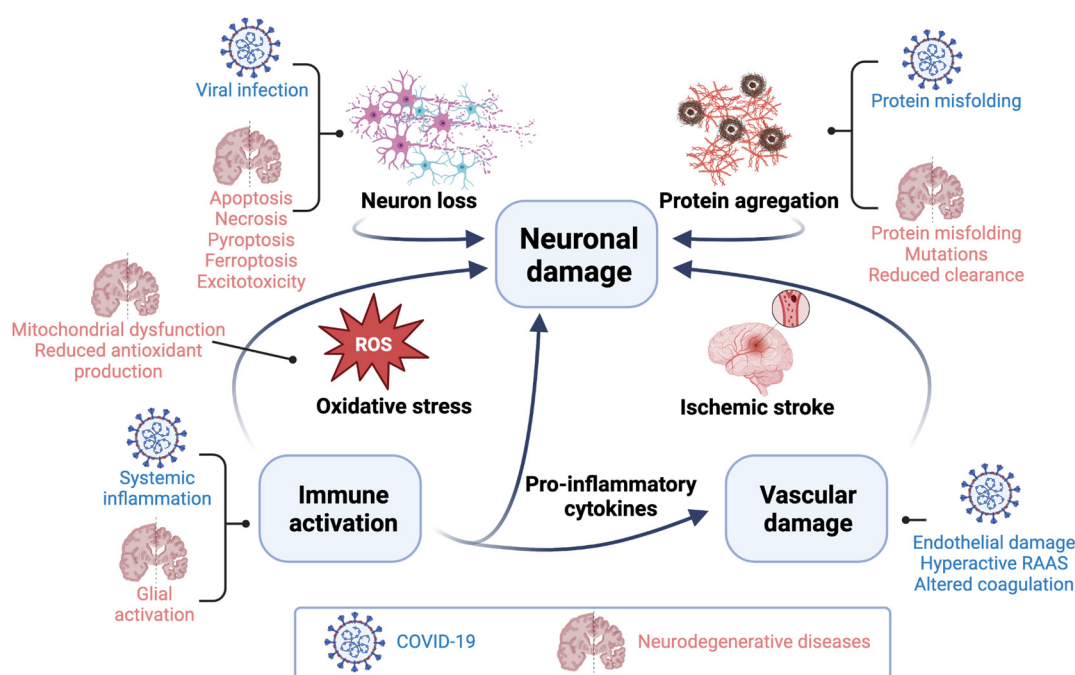 Viral infection
Apoptosis
Necrosis
Pyroptosis
Ferroptosis
Excitotoxicity
Neuron loss
Protein agregation
Protein misfolding
Protein misfolding
Mutations
Reduced clearance
Neuronal
damage
Mitochondrial dysfunction
Reduced antioxidant
production
ROS
Oxidative stress
Ischemic stroke
Systemic
inflammation
Glial
activation
Immune
activation
Pro-inflammatory
cytokines
Vascular
damage
Endothelial damage
Hyperactive RAAS
Altered coagulation
COVID-19
Neurodegenerative diseases